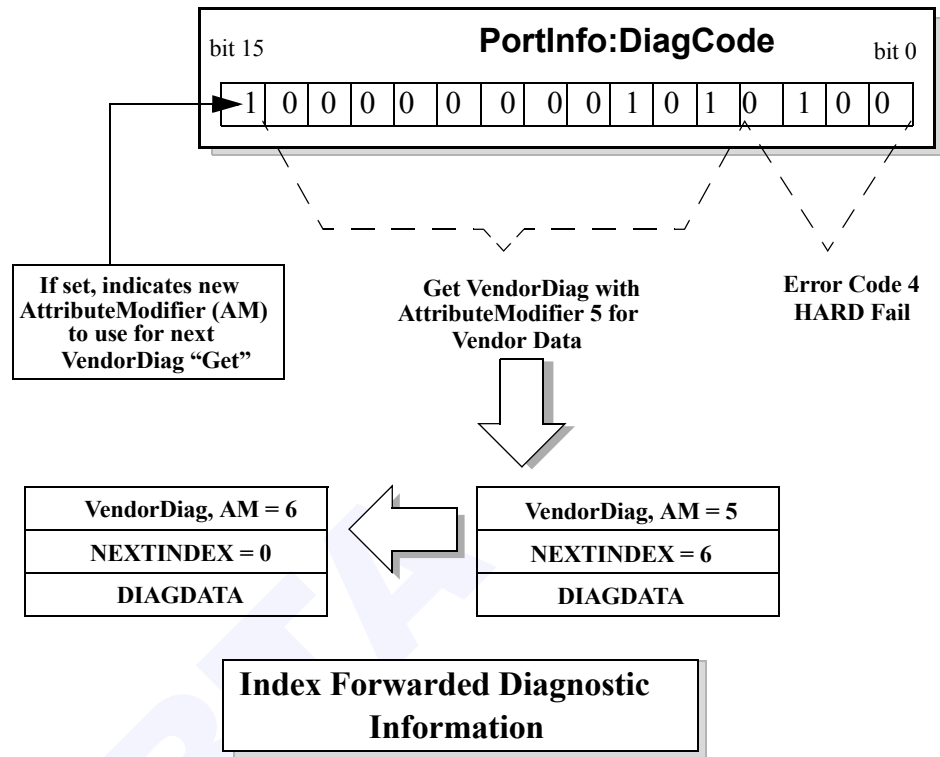 PortInfo:DiagCode
bit 15
bit 0
1 0 0 0 0 0 0 0 0 1 0 1 0 1 0 0
If set, indicates new
AttributeModifier (AM)
to use for next
VendorDiag “Get”
Get VendorDiag with
AttributeModifier 5 for
Vendor Data
Error Code 4
HARD Fail
VendorDiag, AM = 6
NEXTINDEX = 0
DIAGDATA
VendorDiag, AM = 5
NEXTINDEX = 6
DIAGDATA
Index Forwarded Diagnostic
Information